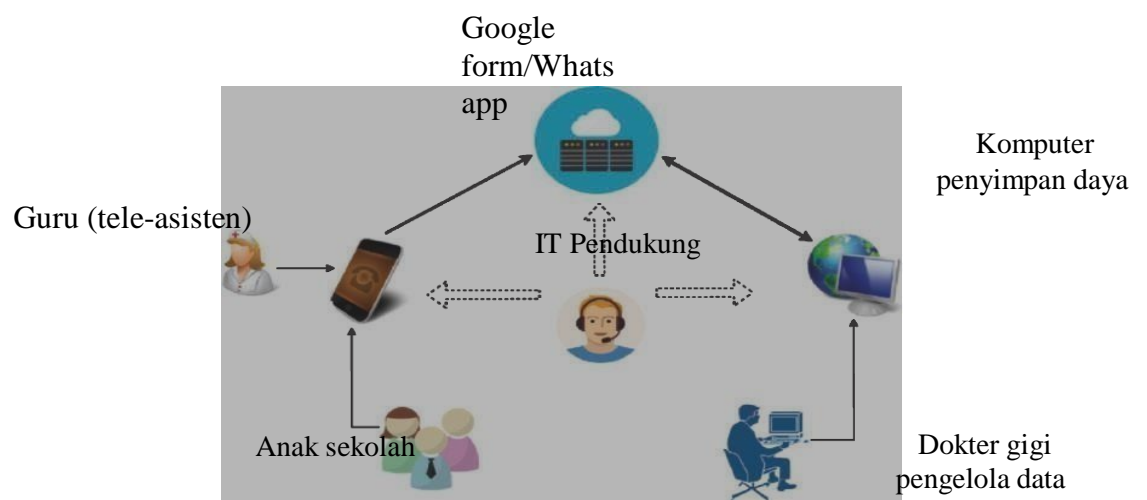 Google
form/Whats
app
Komputer
penyimpan daya
Guru (tele-asisten)
IT Pendukung
Anak sekolah
Dokter gigi
pengelola data